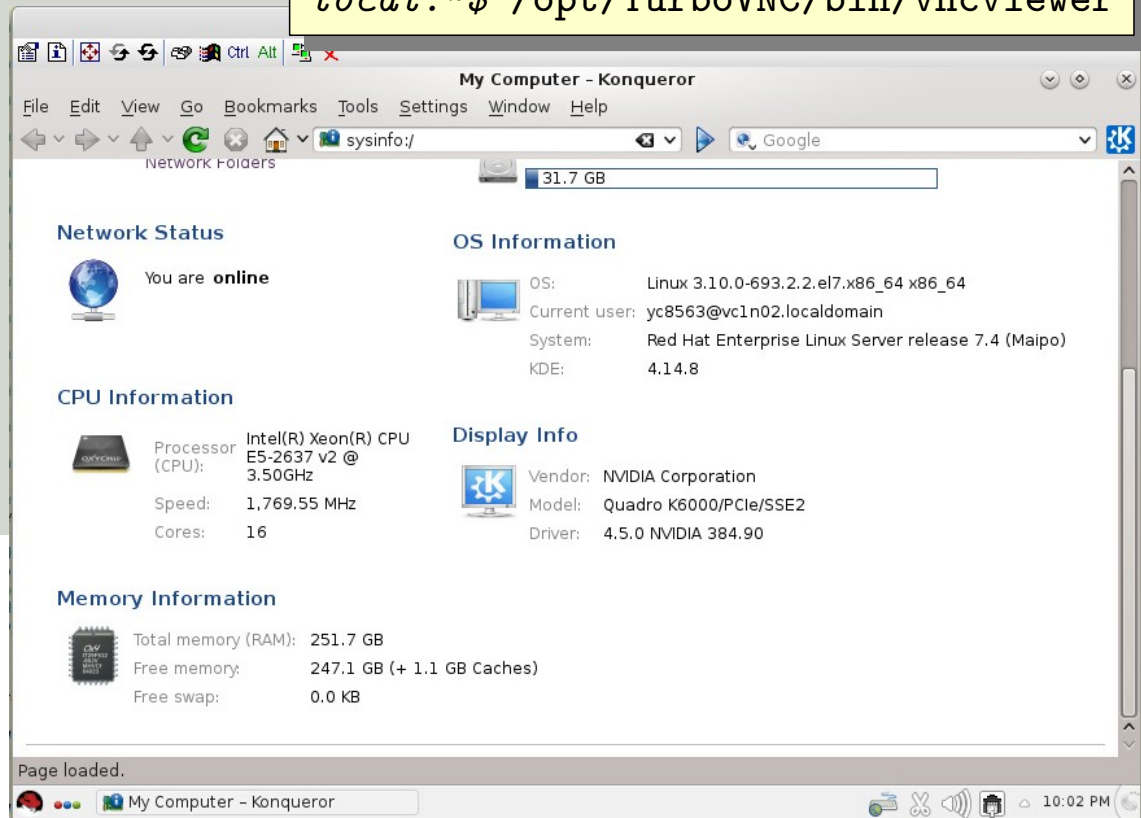 local:~$ /opt/TurboVNC/bin/vncviewer
Ctrl Alt
My Computer – Konqueror
File Edit View Go Bookmarks Tools Settings Window Help
sysinfo:/
Google
Network Folders
31.7 GB
Network Status
You are online
OS Information
OS: Linux 3.10.0-693.2.2.el7.x86_64 x86_64
Current user: yc8563@vc1n02.localdomain
System: Red Hat Enterprise Linux Server release 7.4 (Maipo)
KDE: 4.14.8
CPU Information
Processor (CPU): Intel(R) Xeon(R) CPU E5-2637 v2 @ 3.50GHz
Speed: 1,769.55 MHz
Cores: 16
Display Info
Vendor: NVIDIA Corporation
Model: Quadro K6000/PCIe/SSE2
Driver: 4.5.0 NVIDIA 384.90
Memory Information
Total memory (RAM): 251.7 GB
Free memory: 247.1 GB (+ 1.1 GB Caches)
Free swap: 0.0 KB
Page loaded.
My Computer – Konqueror
10:02 PM